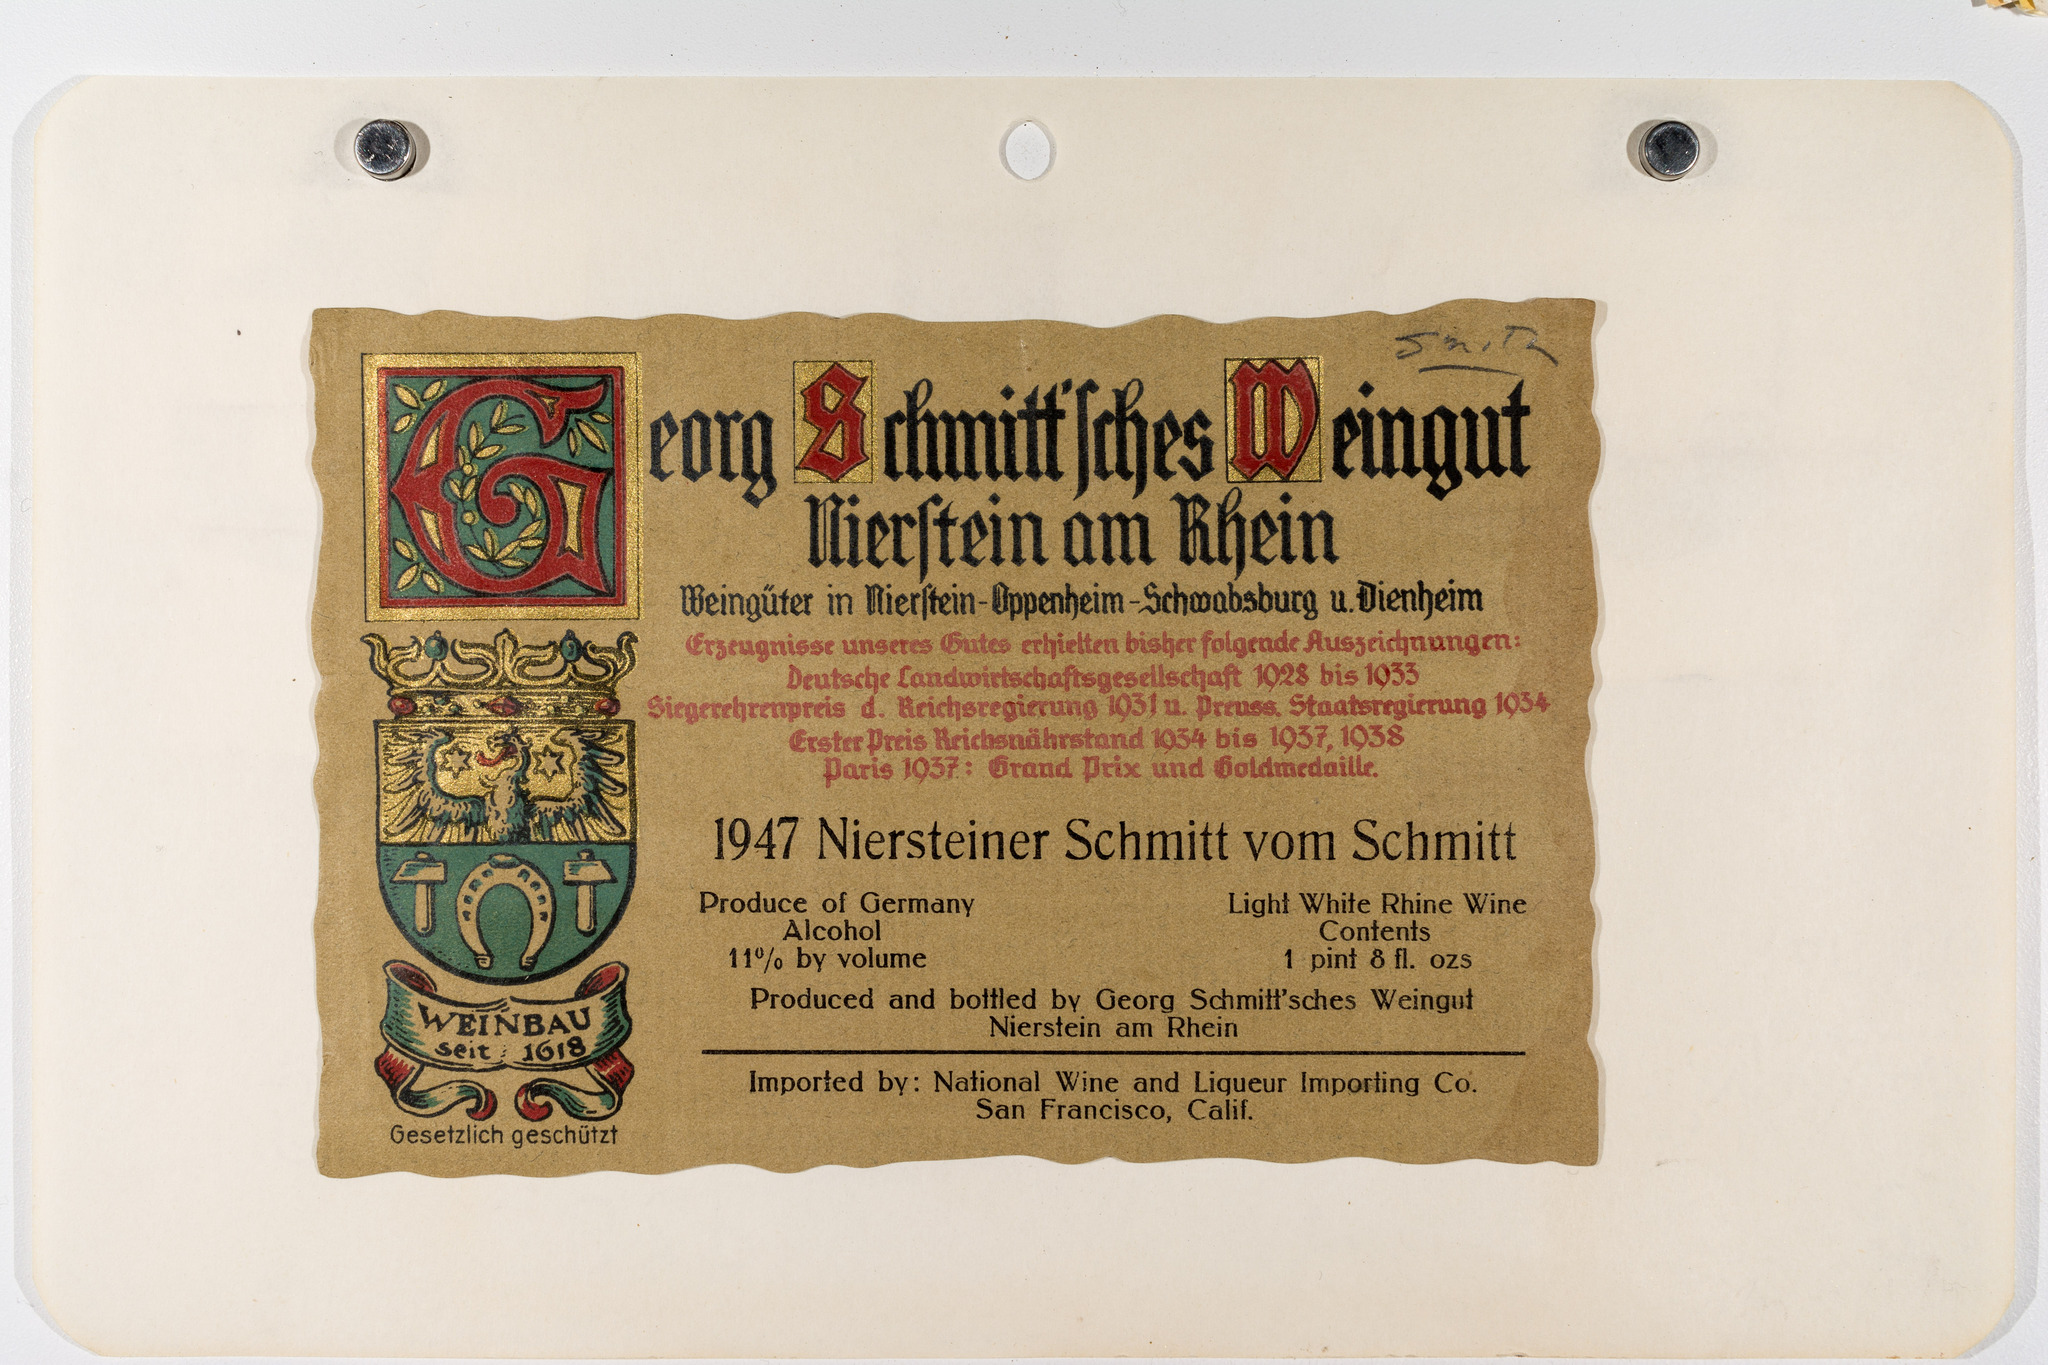 Smith
Georg Schmitt'sches Weingut
Nierstein am Rhein
Weingüter in Nierstein-Oppenheim-Schwabsburg u. Dienheim
Erzeugnisse unseres Gutes erhielten bisher folgende Auszeichnungen:
Deutsche Landwirtschaftsgesellschaft 1928 bis 1933
Siegerehrenpreis d. Reichsregierung 1931 u. Preuss. Staatsregierung 1934
Erster Preis Reichsnährstand 1934 bis 1937, 1938
Paris 1937: Grand Prix und Goldmedaille.
1947 Niersteiner Schmitt vom Schmitt
Produce of Germany
Alcohol
11% by volume
Light White Rhine Wine
Contents
1 pint 8 fl. ozs
Produced and bottled by Georg Schmitt'sches Weingut
Nierstein am Rhein
Imported by: National Wine and Liqueur Importing Co.
San Francisco, Calif.
WEINBAU
seit 1618
Gesetzlich geschützt